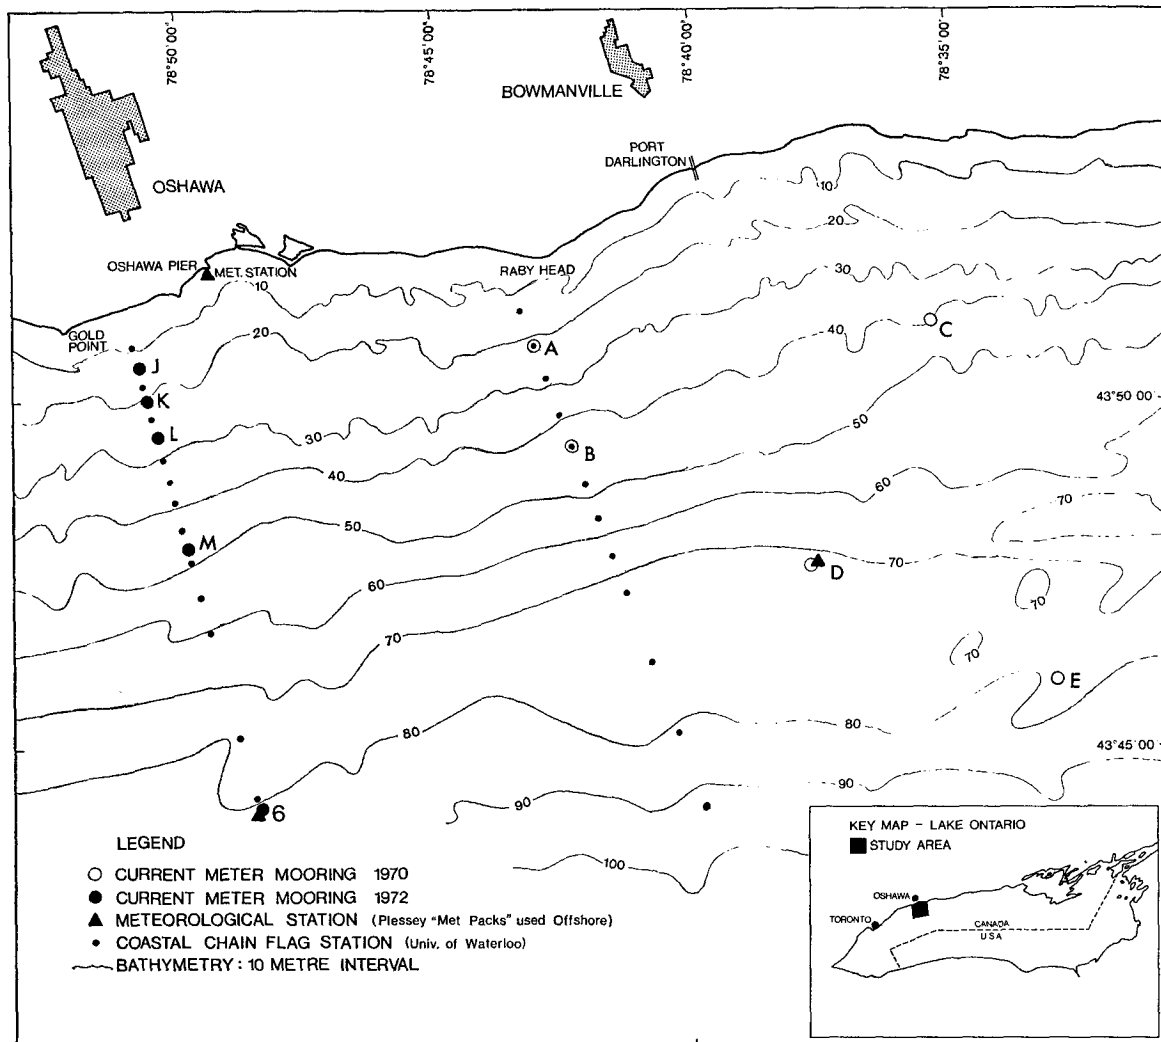 78°50'00"
78°45'00"
78°40'00"
78°35'00"
BOWMANVILLE
OSHAWA
PORT
DARLINGTON
10
20
30
40
OSHAWA PIER
MET. STATION
RABY HEAD
10
20
GOLD
POINT
J
K
L
M
A
B
C
43°50'00
30
40
50
50
60
60
70
70
70
70
70
D
E
80
80
43°45'00
90
90
100
6
LEGEND
CURRENT METER MOORING 1970
CURRENT METER MOORING 1972
METEOROLOGICAL STATION (Plessey "Met Packs" used Offshore)
COASTAL CHAIN FLAG STATION (Univ. of Waterloo)
BATHYMETRY: 10 METRE INTERVAL
KEY MAP - LAKE ONTARIO
STUDY AREA
OSHAWA
TORONTO
CANADA
U.S.A